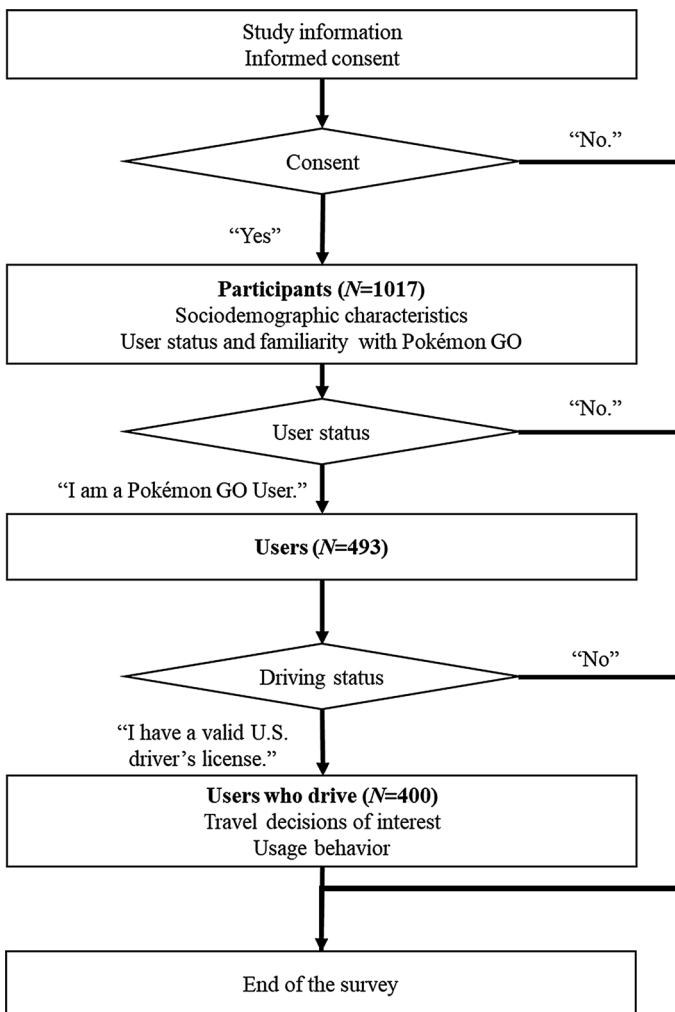 Study information
Informed consent
Consent
“No.”
“Yes”
Participants (N=1017)
Sociodemographic characteristics
User status and familiarity with Pokémon GO
User status
“No.”
“I am a Pokémon GO User.”
Users (N=493)
Driving status
“No”
“I have a valid U.S.
driver’s license.”
Users who drive (N=400)
Travel decisions of interest
Usage behavior
End of the survey